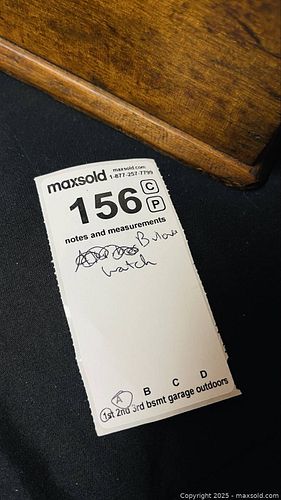 maxsold
maxsold.com
1-877-257-7799
156 C
P
notes and measurements
Bulova
watch
A B C D
1st 2nd 3rd bsmt garage outdoors
Copyright 2025 - maxsold.com